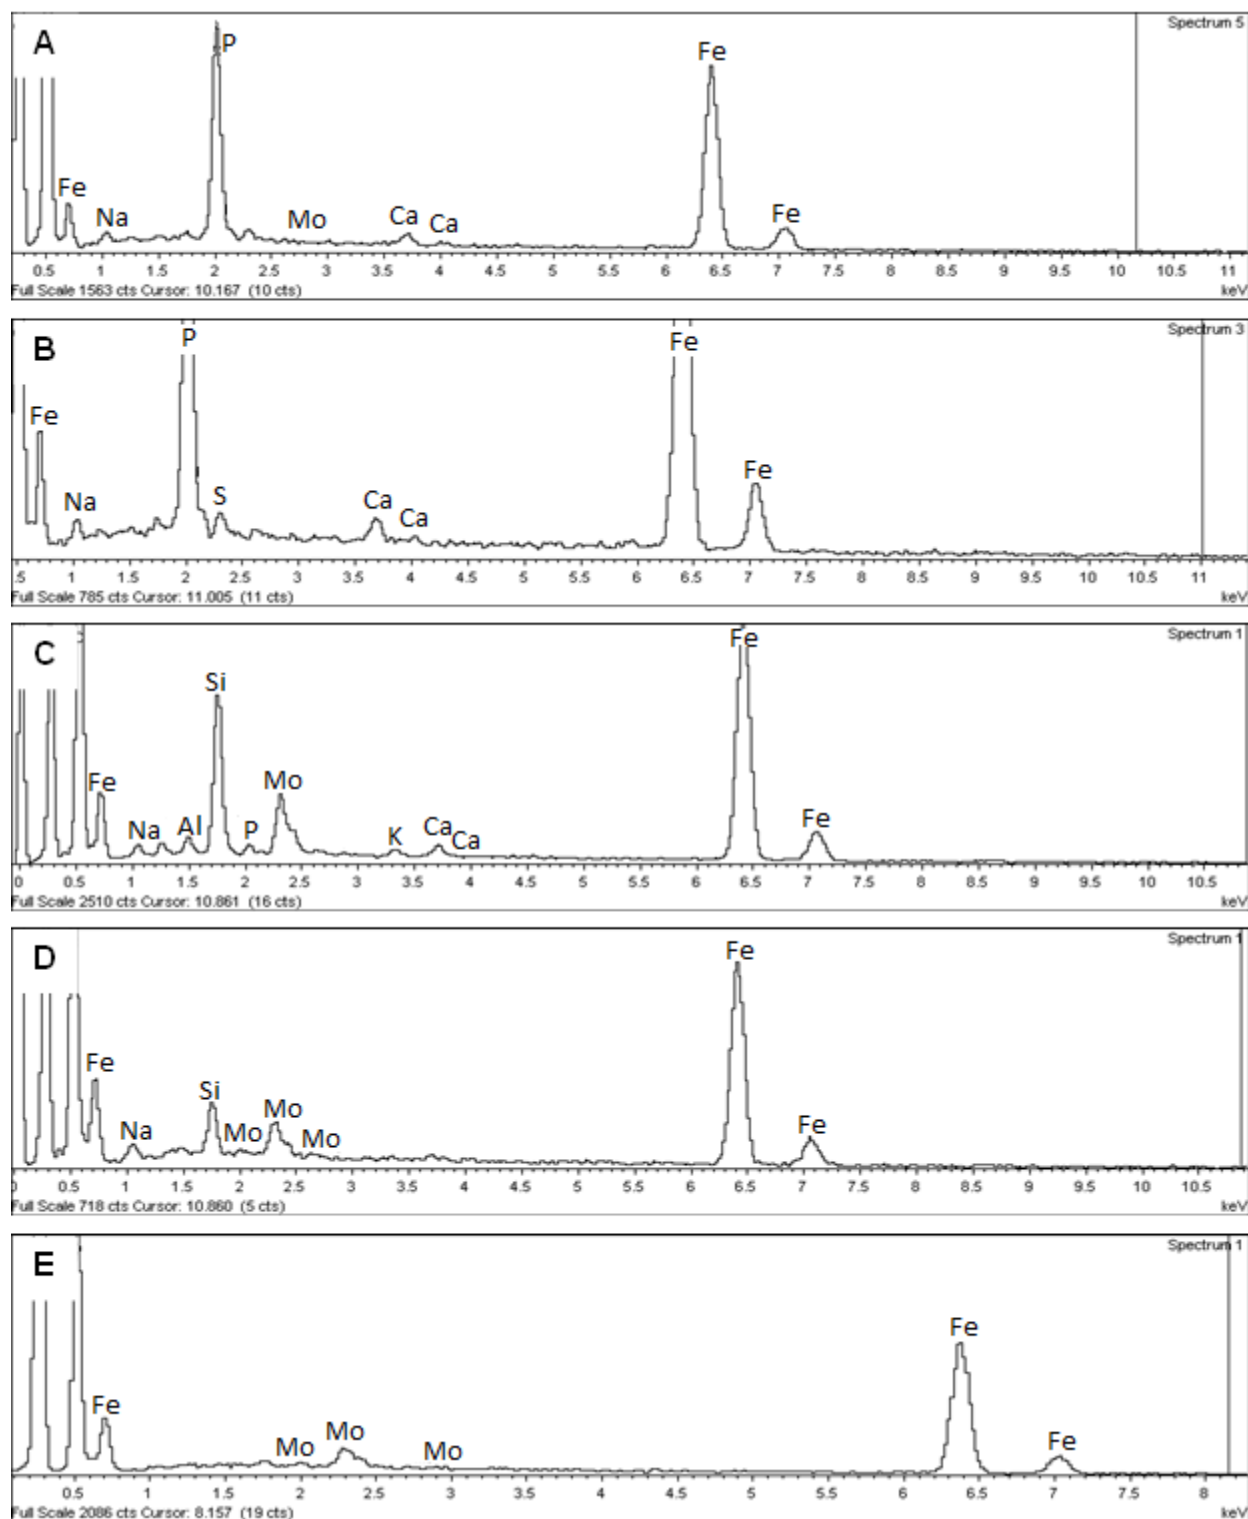 A
Spectrum 5
P
Fe
Fe
Na
Mo
Ca
Ca
Fe
0.5 1 1.5 2 2.5 3 3.5 4 4.5 5 5.5 6 6.5 7 7.5 8 8.5 9 9.5 10 10.5 11
Full Scale 1563 cts Cursor: 10.167 (10 cts)
keV
B
Spectrum 3
P
Fe
Fe
Na
S
Ca
Ca
Fe
.5 1 1.5 2 2.5 3 3.5 4 4.5 5 5.5 6 6.5 7 7.5 8 8.5 9 9.5 10 10.5 11
Full Scale 785 cts Cursor: 11.005 (11 cts)
keV
C
Spectrum 1
Fe
Si
Fe
Mo
Na
Al
P
K
Ca
Ca
Fe
0 0.5 1 1.5 2 2.5 3 3.5 4 4.5 5 5.5 6 6.5 7 7.5 8 8.5 9 9.5 10 10.5
Full Scale 2510 cts Cursor: 10.861 (16 cts)
keV
D
Spectrum 1
Fe
Fe
Si
Na
Mo
Mo
Mo
Fe
0 0.5 1 1.5 2 2.5 3 3.5 4 4.5 5 5.5 6 6.5 7 7.5 8 8.5 9 9.5 10 10.5
Full Scale 718 cts Cursor: 10.860 (5 cts)
keV
E
Spectrum 1
Fe
Fe
Mo
Mo
Mo
Fe
0.5 1 1.5 2 2.5 3 3.5 4 4.5 5 5.5 6 6.5 7 7.5 8
Full Scale 2086 cts Cursor: 8.157 (19 cts)
keV